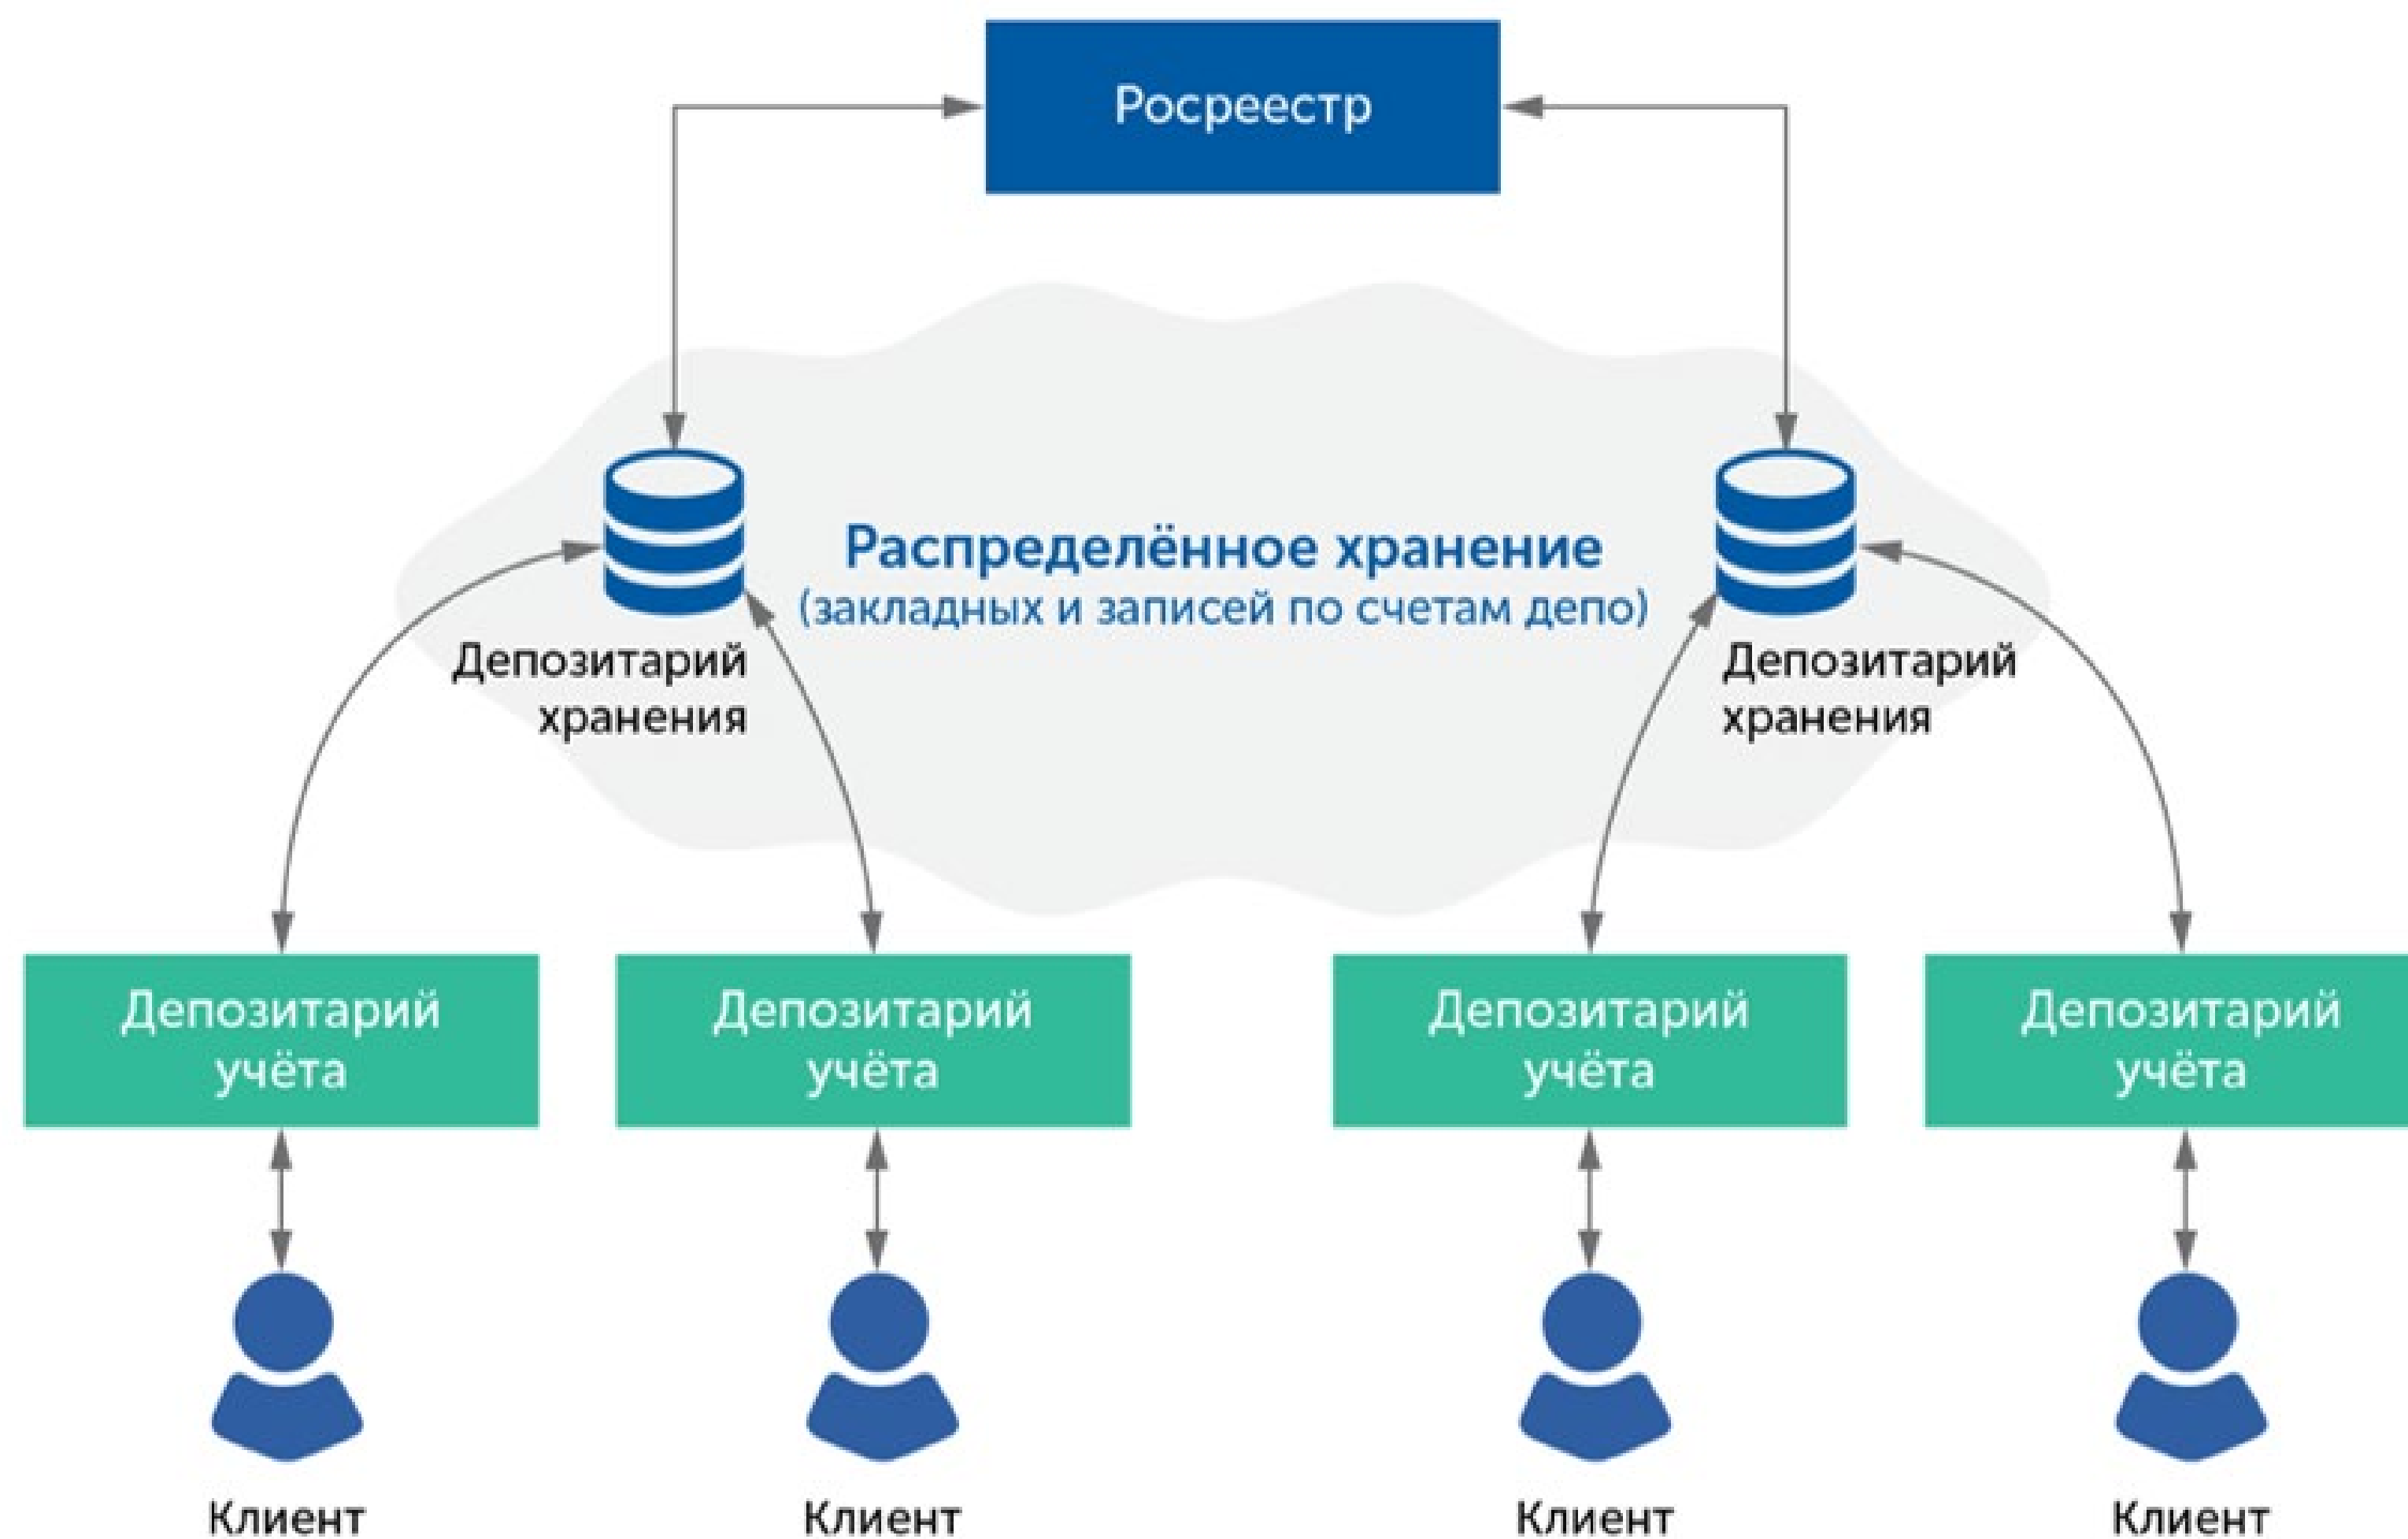 Росреестр
Распределённое хранение
(закладных и записей по счетам депо)
Депозитарий
хранения
Депозитарий
хранения
Депозитарий
учёта
Депозитарий
учёта
Депозитарий
учёта
Депозитарий
учёта
Клиент
Клиент
Клиент
Клиент